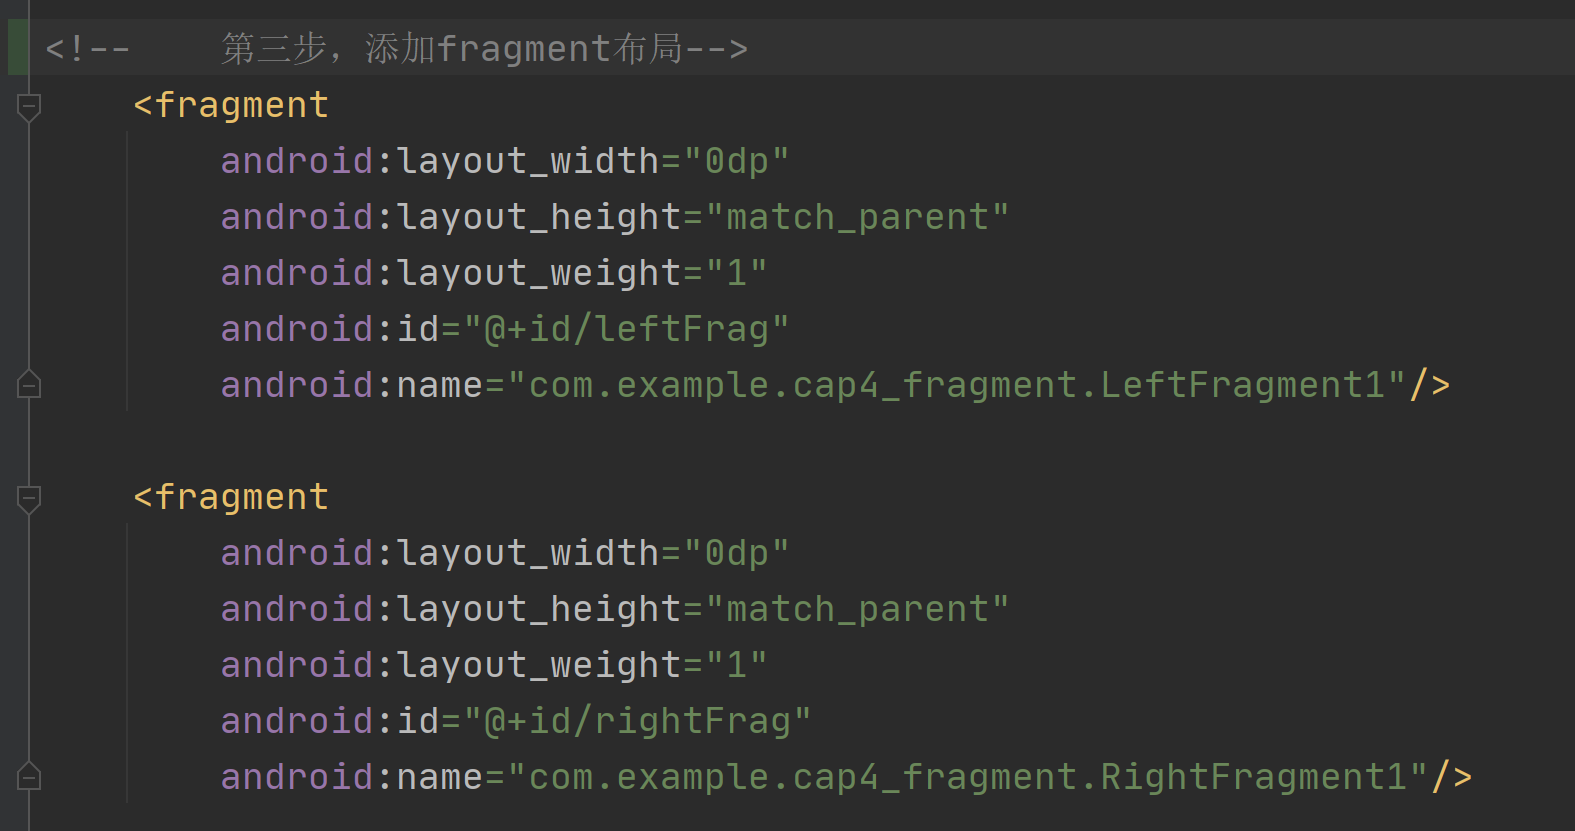 <!--    第三步，添加fragment布局-->
    <fragment
        android:layout_width="0dp"
        android:layout_height="match_parent"
        android:layout_weight="1"
        android:id="@+id/leftFrag"
        android:name="com.example.cap4_fragment.LeftFragment1"/>

    <fragment
        android:layout_width="0dp"
        android:layout_height="match_parent"
        android:layout_weight="1"
        android:id="@+id/rightFrag"
        android:name="com.example.cap4_fragment.RightFragment1"/>